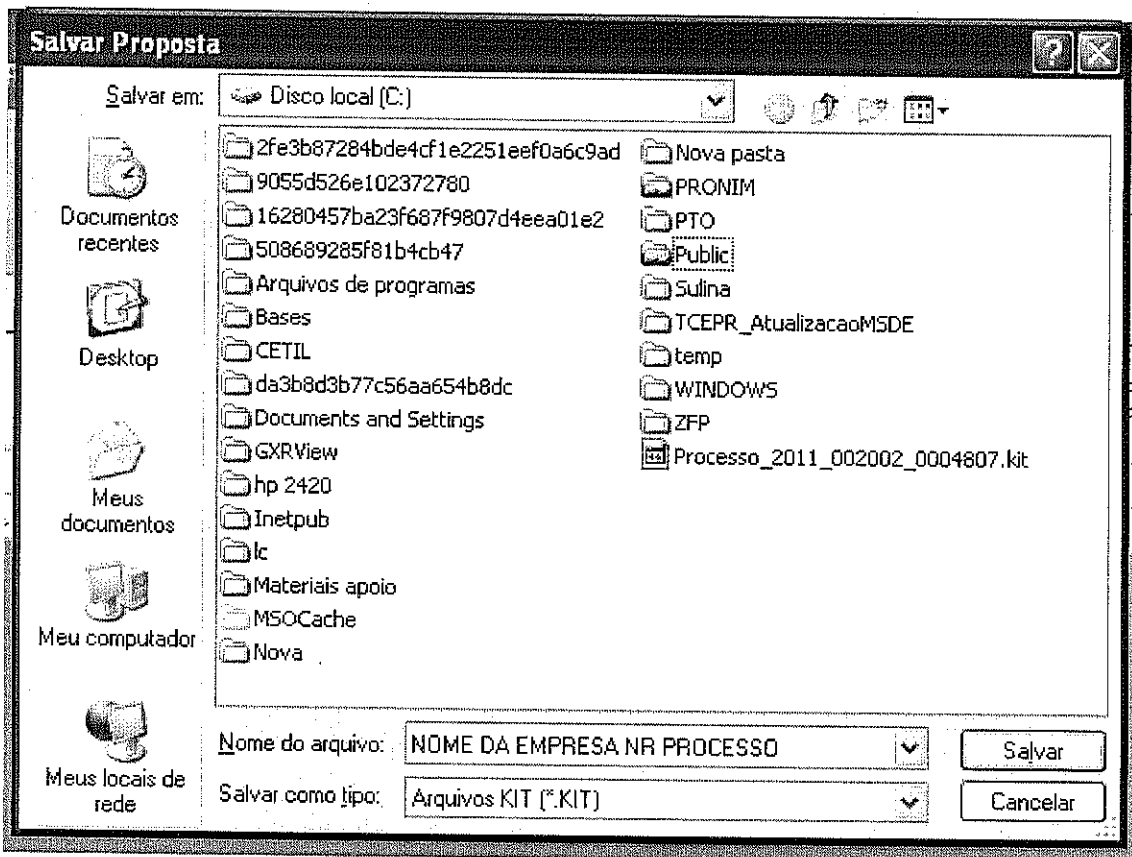 Salvar Proposta
Salvar em: Disco local (C:)
Documentos
recentes
Desktop
Meus
documentos
Meu computador
Meus locais de
rede
2fe3b87284bde4cf1e2251eef0a6c9ad
9055d526e102372780
16280457ba23f687f9807d4eea01e2
508689285f81b4cb47
Arquivos de programas
Bases
CETIL
da3b8d3b77c56aa654b8dc
Documents and Settings
GXRView
hp 2420
Inetpub
lc
Materiais apoio
MSOCache
Nova
Nova pasta
PRONIM
PTO
Public
Sulina
TCEPR_AtualizacaoMSDE
temp
WINDOWS
ZFP
Processo_2011_002002_0004807.kit
Nome do arquivo: NOME DA EMPRESA NR PROCESSO
Salvar
Salvar como tipo: Arquivos KIT (*.KIT)
Cancelar